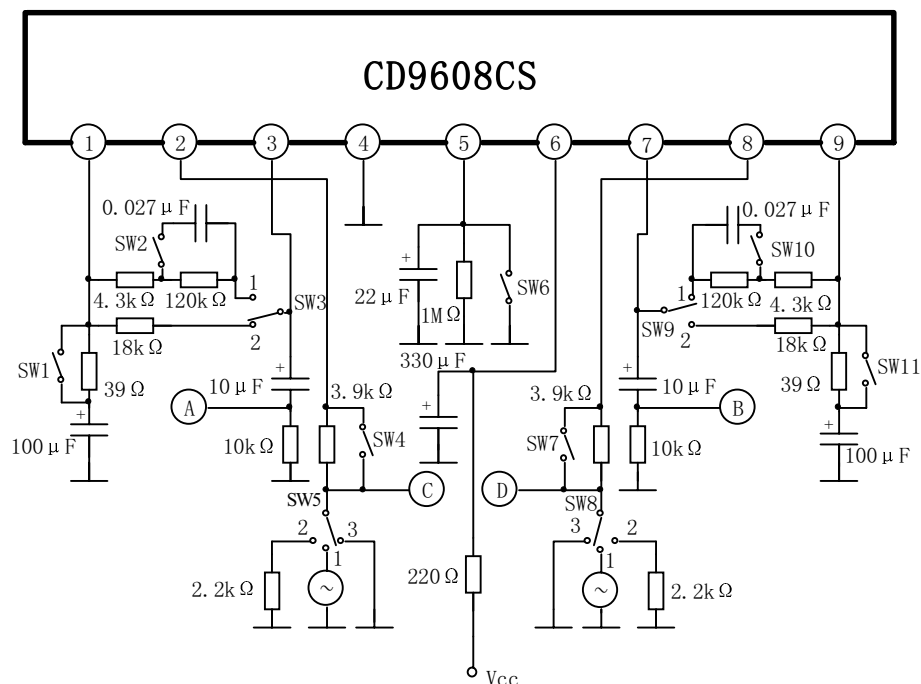 CD9608CS
1 2 3 4 5 6 7 8 9
0.027μF
0.027μF
SW2
SW10
1
SW3
4.3kΩ
120kΩ
22μF
SW6
1
120kΩ
4.3kΩ
1MΩ
SW9
2
18kΩ
2
18kΩ
SW1
39Ω
330μF
39Ω
SW11
+
10μF
3.9kΩ
3.9kΩ
+
10μF
A
B
+
100μF
10kΩ
SW4
+
SW7
10kΩ
+
100μF
SW5
C
D
SW8
2
3
3
2
1
1
2.2kΩ
~
220Ω
~
2.2kΩ
Vcc